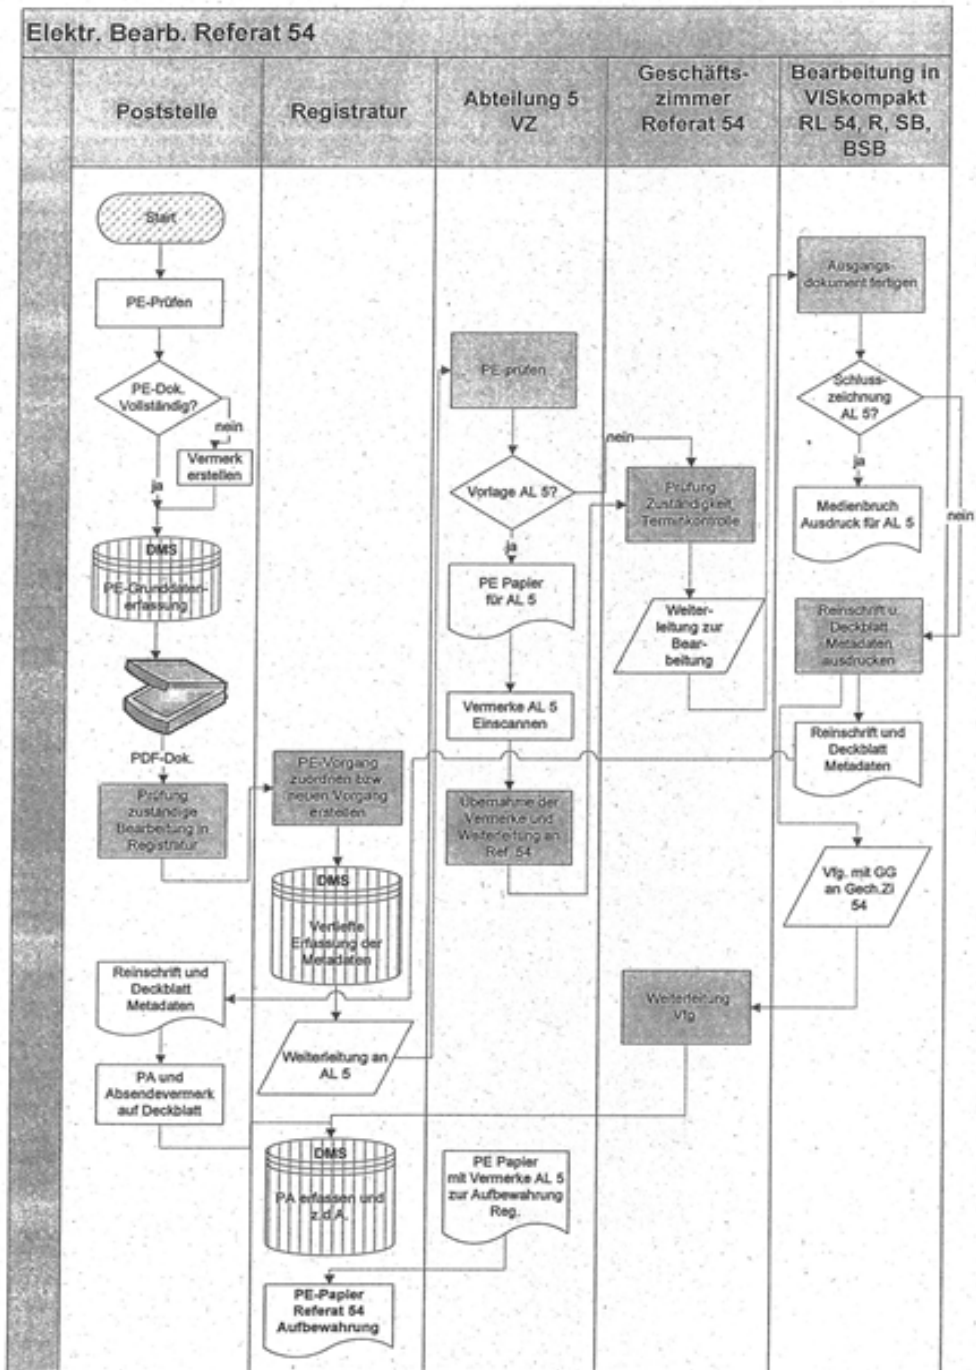 Elektr. Bearb. Referat 54
Poststelle
Registratur
Abteilung 5
VZ
Geschäfts-
zimmer
Referat 54
Bearbeitung in
VISkompakt
RL 54, R, SB,
BSB
Start
PE-Prüfen
PE-Dok.
Vollständig?
nein
Vermerk
erstellen
ja
DMS
PE-Grunddaten-
erfassung
PDF-Dok.
Prüfung
zuständige
Bearbeitung in
Registratur
Reinschrift und
Deckblatt
Metadaten
PA und
Absendevermerk
auf Deckblatt
PE-Vorgang
zuordnen bzw.
neuen Vorgang
erstellen
DMS
Vertiefte
Erfassung der
Metadaten
Weiterleitung an
AL 5
DMS
PA erfassen und
z.d.A.
PE-Papier
Referat 54
Aufbewahrung
PE-prüfen
Vorlage AL 5?
nein
ja
PE Papier
für AL 5
Vermerke AL 5
Einscannen
Übernahme der
Vermerke und
Weiterleitung an
Ref. 54
PE Papier
mit Vermerke AL 5
zur Aufbewahrung
Reg.
Prüfung
Zuständigkeit,
Terminkontrolle
Weiter-
leitung zur
Bear-
beitung
Weiterleitung
Vfg
Ausgangs-
dokument fertigen
Schluss-
zeichnung
AL 5?
ja
nein
Medienbruch
Ausdruck für AL 5
Reinschrift u.
Deckblatt
Metadaten
ausdrucken
Reinschrift und
Deckblatt
Metadaten
Vfg. mit GG
an Gech.Zi
54